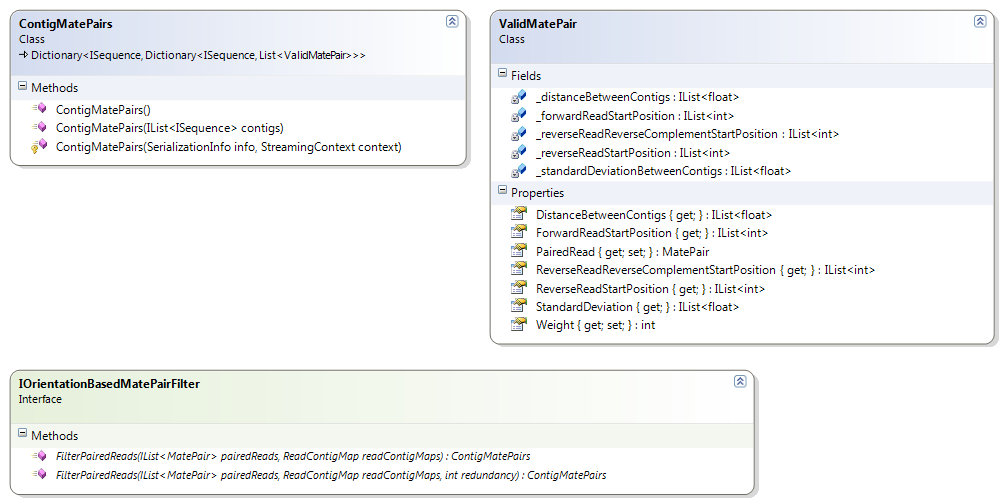 ContigMatePairs
Class
Dictionary<ISequence, Dictionary<ISequence, List<ValidMatePair>>>
Methods
ContigMatePairs()
ContigMatePairs(IList<ISequence> contigs)
ContigMatePairs(SerializationInfo info, StreamingContext context)
ValidMatePair
Class
Fields
_distanceBetweenContigs : IList<float>
_forwardReadStartPosition : IList<int>
_reverseReadReverseComplementStartPosition : IList<int>
_reverseReadStartPosition : IList<int>
_standardDeviationBetweenContigs : IList<float>
Properties
DistanceBetweenContigs { get; } : IList<float>
ForwardReadStartPosition { get; } : IList<int>
PairedRead { get; set; } : MatePair
ReverseReadReverseComplementStartPosition { get; } : IList<int>
ReverseReadStartPosition { get; } : IList<int>
StandardDeviation { get; } : IList<float>
Weight { get; set; } : int
IOrientationBasedMatePairFilter
Interface
Methods
FilterPairedReads(IList<MatePair> pairedReads, ReadContigMap readContigMaps) : ContigMatePairs
FilterPairedReads(IList<MatePair> pairedReads, ReadContigMap readContigMaps, int redundancy) : ContigMatePairs